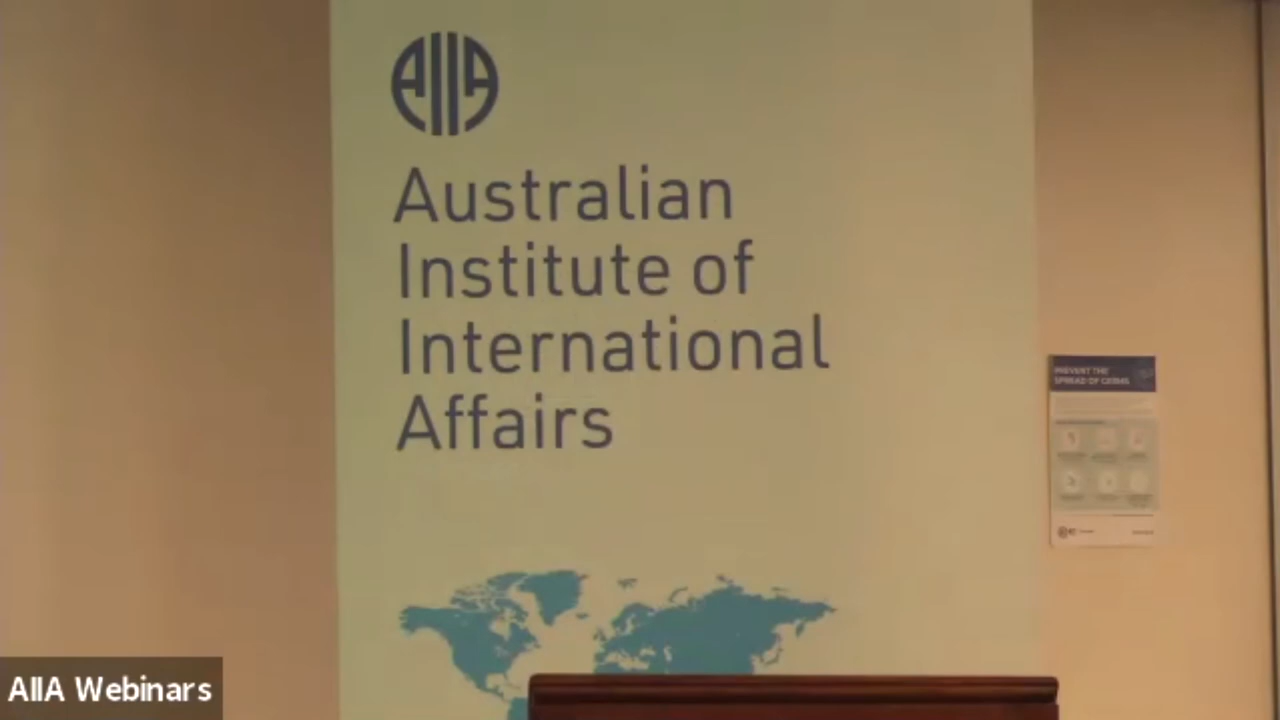 AIIA
Australian
Institute of
International
Affairs
PREVENT THE
SPREAD OF GERMS
AIIA Webinars